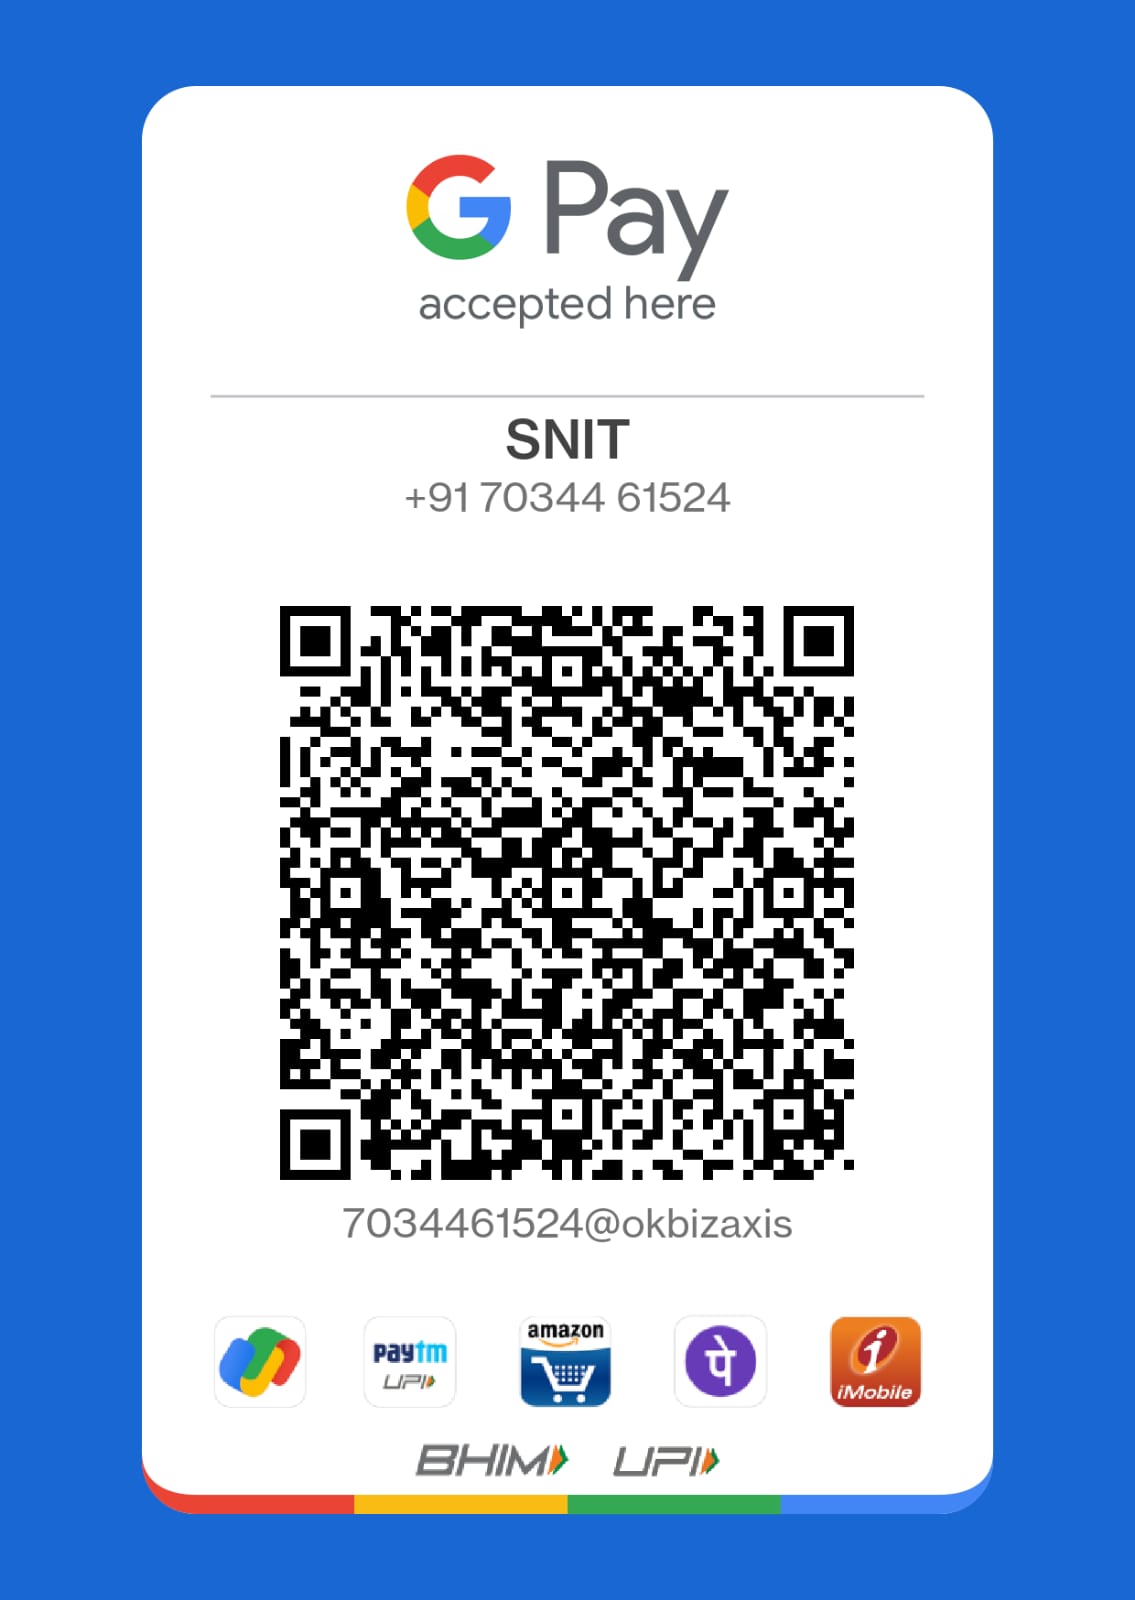 G Pay
accepted here
SNIT
+91 70344 61524
7034461524@okbizaxis
paytm
UPI
amazon
पे
i
iMobile
BHIM UPI